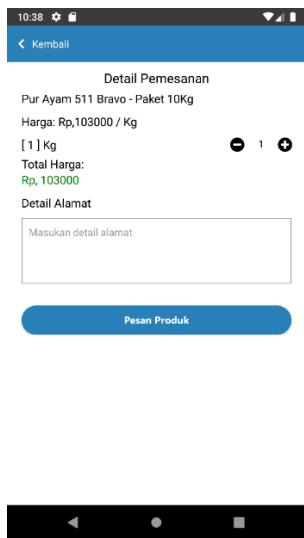 10:38
Kembali
Detail Pemesanan
Pur Ayam 511 Bravo - Paket 10Kg
Harga: Rp,103000 / Kg
[ 1 ] Kg
1
Total Harga:
Rp, 103000
Detail Alamat
Masukan detail alamat
Pesan Produk